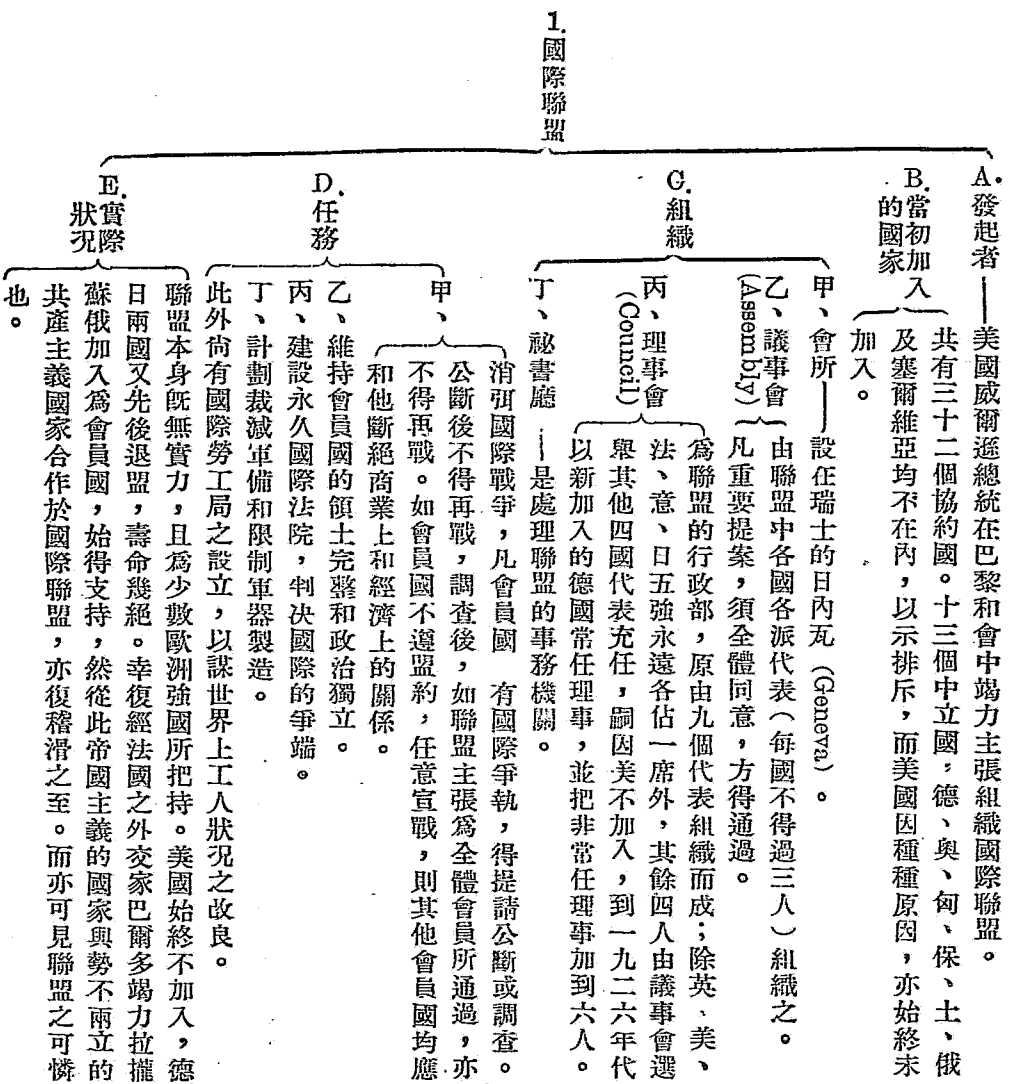 1.國際聯盟
A.發起者——美國威爾遜總統在巴黎和會中竭力主張組織國際聯盟。
B.當初加入
的國家
共有三十二個協約國。十三個中立國,德、奧、匈、保、土、俄
及塞爾維亞均不在內,以示排斥,而美國因種種原因,亦始終未
加入。
C.組織
甲、會所——設在瑞士的日內瓦(Geneva)。
乙、議事會
(Assembly)
由聯盟中各國各派代表(每國不得過三人)組織之。
凡重要提案,須全體同意,方得通過。
丙、理事會
(Council)
爲聯盟的行政部,原由九個代表組織而成;除英、美、
法、意、日五強永遠各佔一席外,其餘四人由議事會選
舉其他四國代表充任,嗣因美不加入,到一九二六年代
以新加入的德國常任理事,並把非常任理事加到六人。
丁、祕書廳——是處理聯盟的事務機關。
D.任務
甲、
消弭國際戰爭,凡會員國 有國際爭執,得提請公斷或調查。
公斷後不得再戰,調查後,如聯盟主張爲全體會員所通過,亦
不得再戰。如會員國不遵盟約,任意宣戰,則其他會員國均應
和他斷絕商業上和經濟上的關係。
乙、維持會員國的領土完整和政治獨立。
丙、建設永久國際法院,判決國際的爭端。
丁、計劃裁減軍備和限制軍器製造。
此外尙有國際勞工局之設立,以謀世界上工人狀況之改良。
E.實際
狀況
聯盟本身旣無實力,且爲少數歐洲強國所把持。美國始終不加入,德
日兩國又先後退盟,壽命幾絕。幸復經法國之外交家巴爾多竭力拉攏
蘇俄加入爲會員國,始得支持,然從此帝國主義的國家與勢不兩立的
共產主義國家合作於國際聯盟,亦復稽滑之至。而亦可見聯盟之可憐
也。